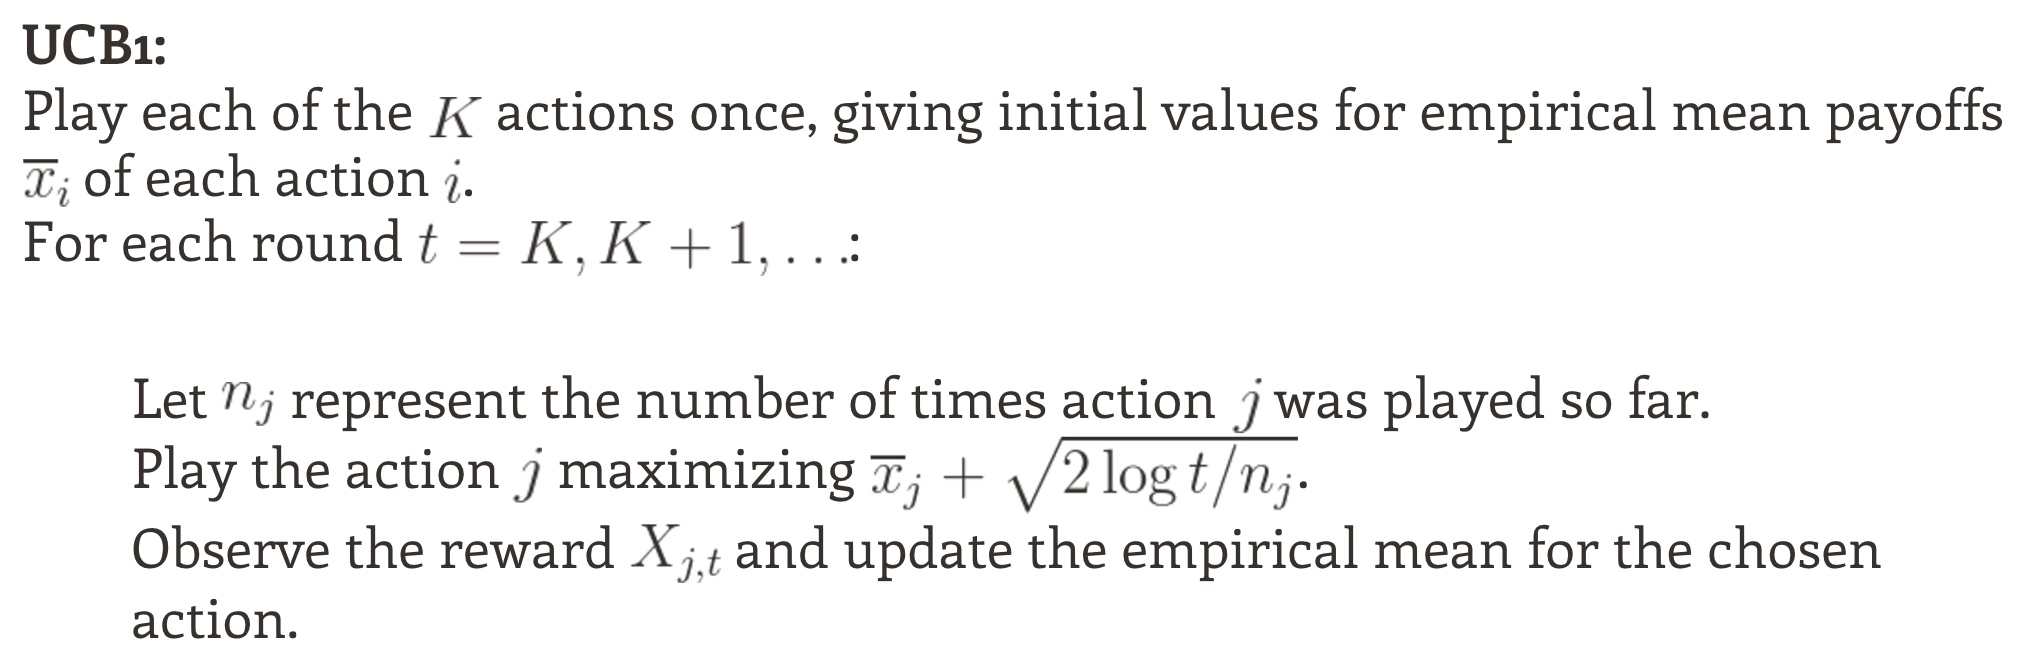 UCB1:
Play each of the K actions once, giving initial values for empirical mean payoffs
x̅ᵢ of each action i.
For each round t = K, K + 1, . . .:
Let nⱼ represent the number of times action j was played so far.
Play the action j maximizing x̅ⱼ + √(2 log t/nⱼ).
Observe the reward X_{j,t} and update the empirical mean for the chosen
action.